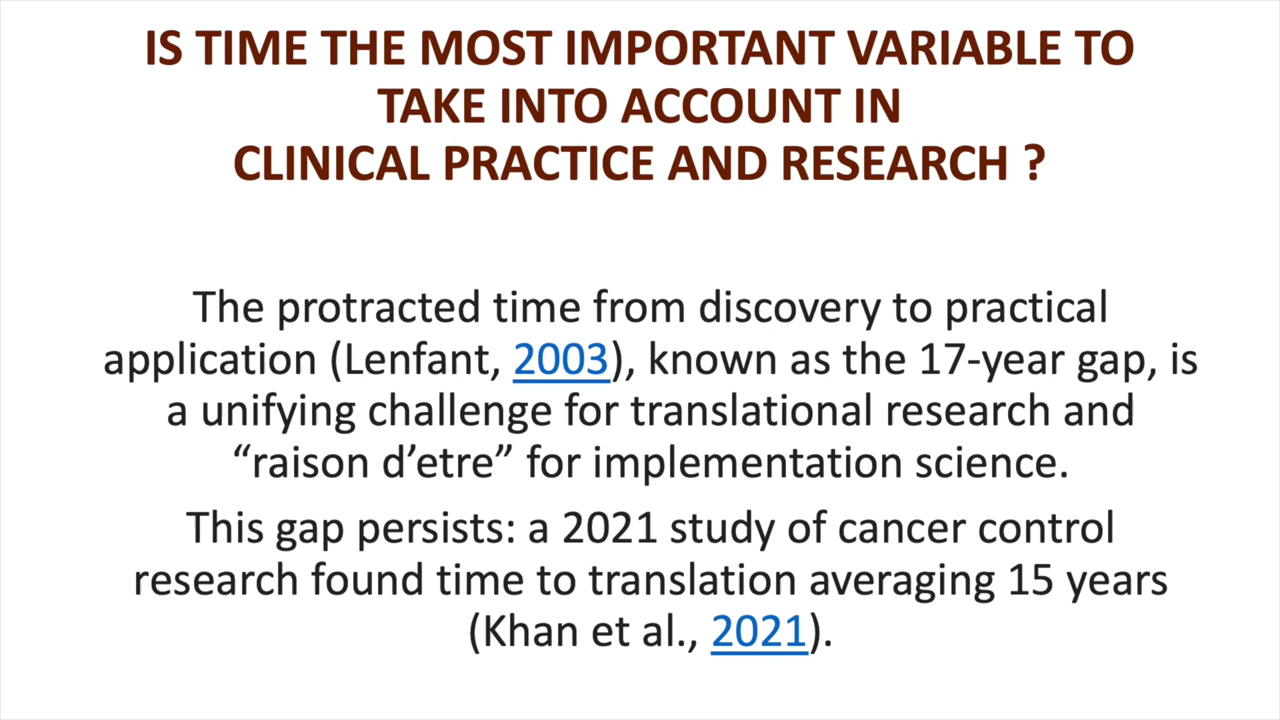 IS TIME THE MOST IMPORTANT VARIABLE TO
TAKE INTO ACCOUNT IN
CLINICAL PRACTICE AND RESEARCH ?
The protracted time from discovery to practical
application (Lenfant, 2003), known as the 17-year gap, is
a unifying challenge for translational research and
“raison d’etre” for implementation science.
This gap persists: a 2021 study of cancer control
research found time to translation averaging 15 years
(Khan et al., 2021).